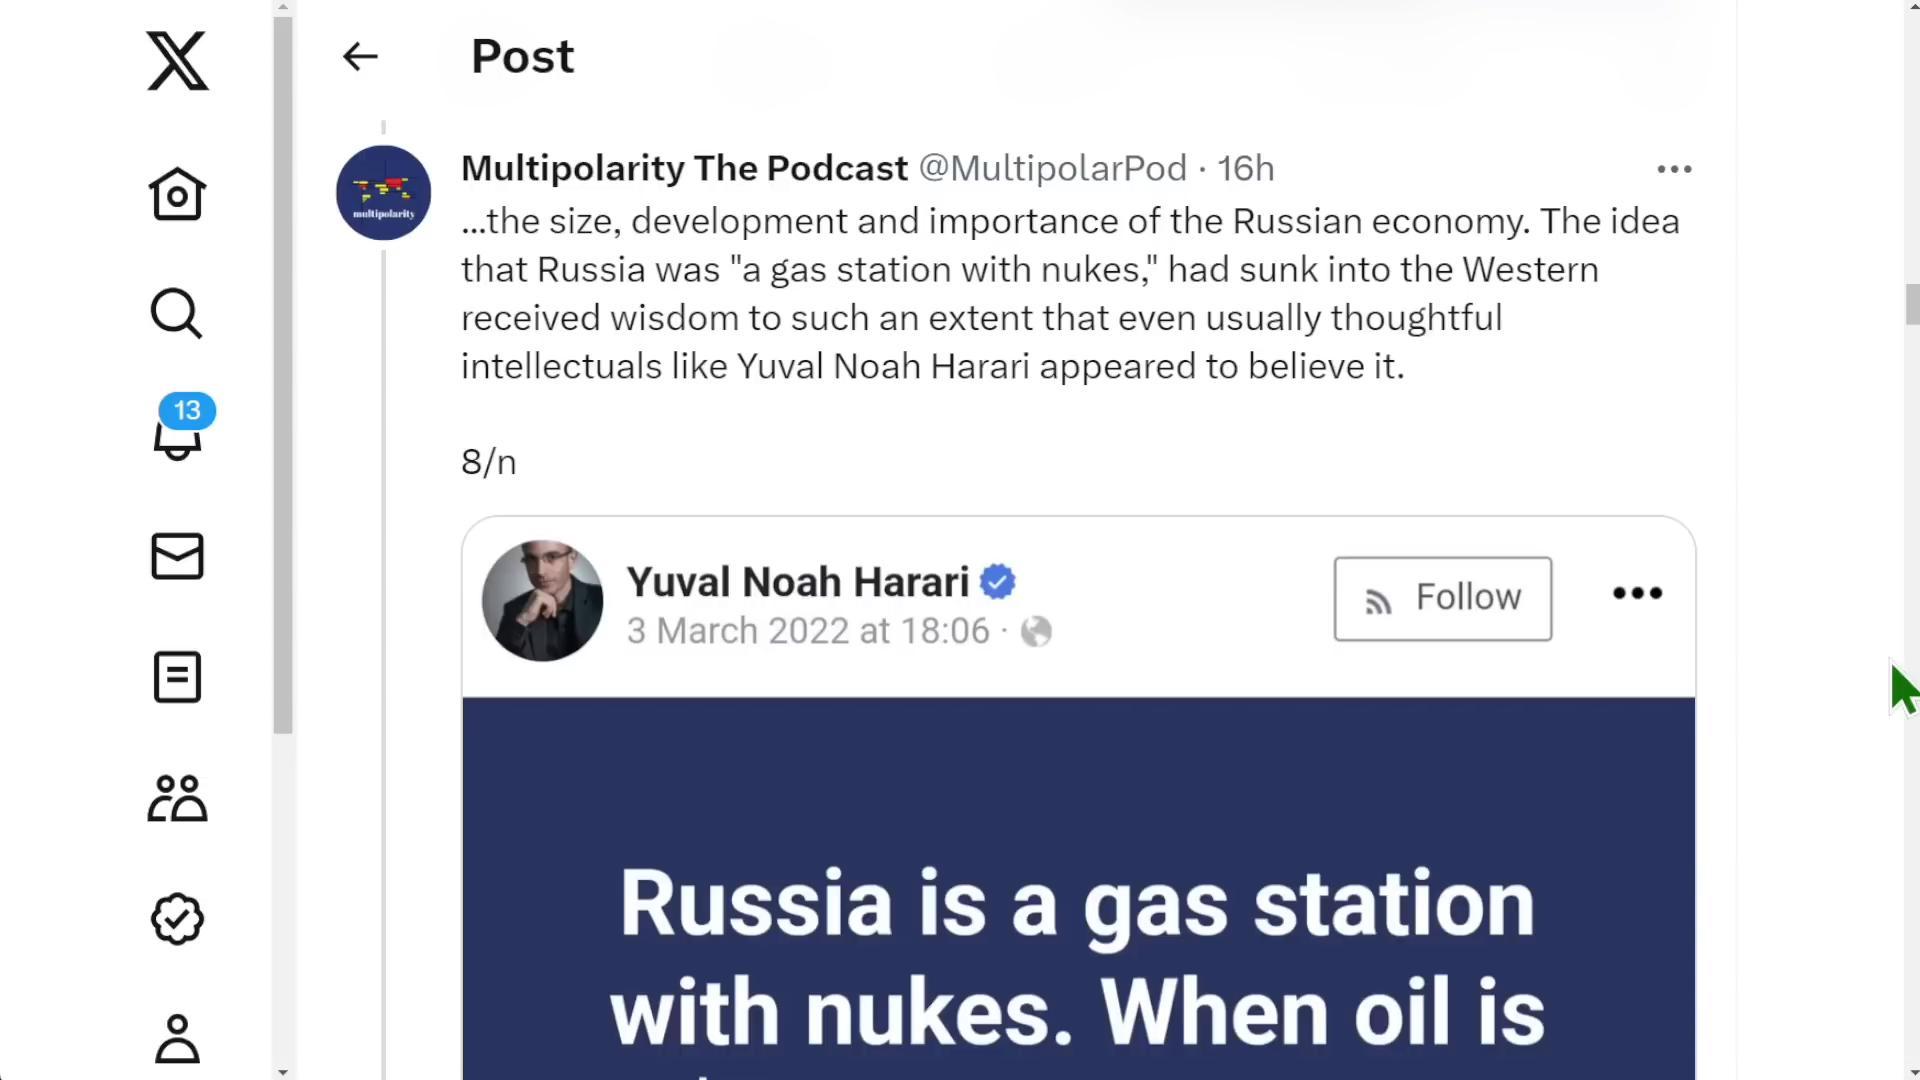 Post
Multipolarity The Podcast @MultipolarPod · 16h
multipolarity
...the size, development and importance of the Russian economy. The idea
that Russia was "a gas station with nukes," had sunk into the Western
received wisdom to such an extent that even usually thoughtful
intellectuals like Yuval Noah Harari appeared to believe it.
8/n
13
Yuval Noah Harari
3 March 2022 at 18:06 ·
Follow
Russia is a gas station
with nukes. When oil is